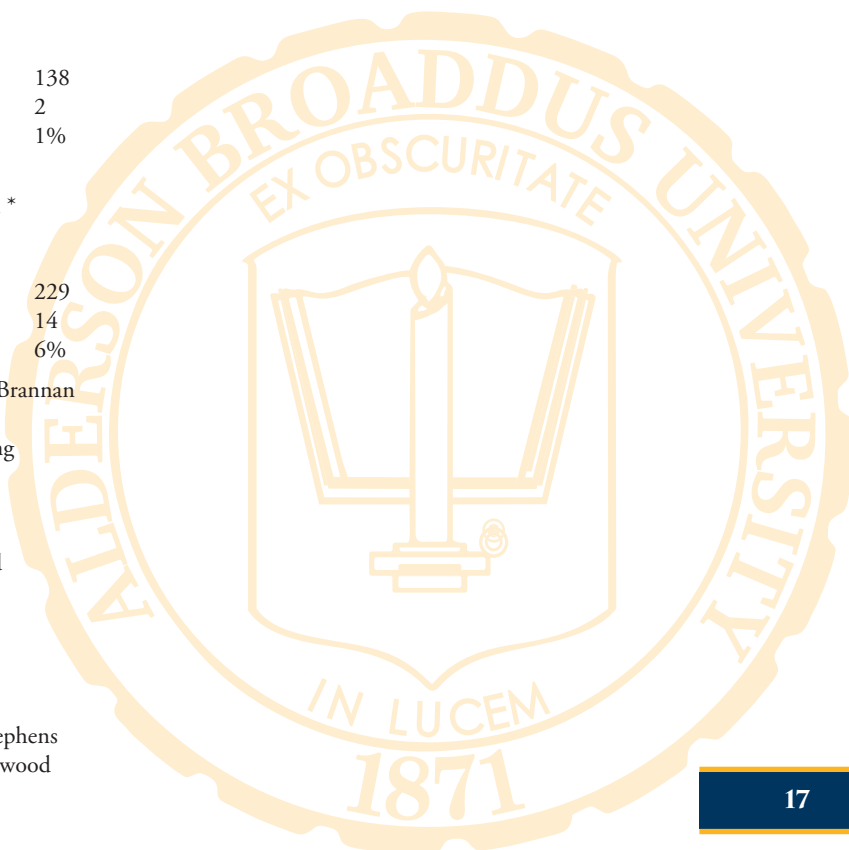 138
2
1%
*
229
14
6%
Brannan
ng
ephens
wood
ALDERSON BROADDUS UNIVERSITY
EX OBSCURITATE
IN LUCEM
1871
17